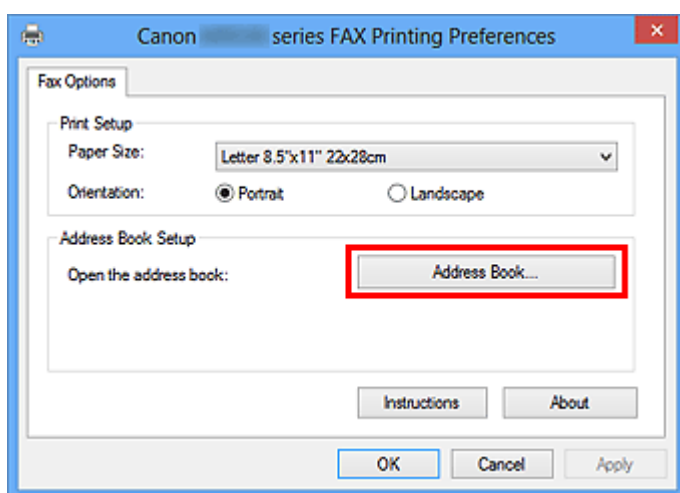 Canon series FAX Printing Preferences
Fax Options
Print Setup
Paper Size: Letter 8.5"x11" 22x28cm
Orientation: Portrait Landscape
Address Book Setup
Open the address book: Address Book...
Instructions About
OK Cancel Apply